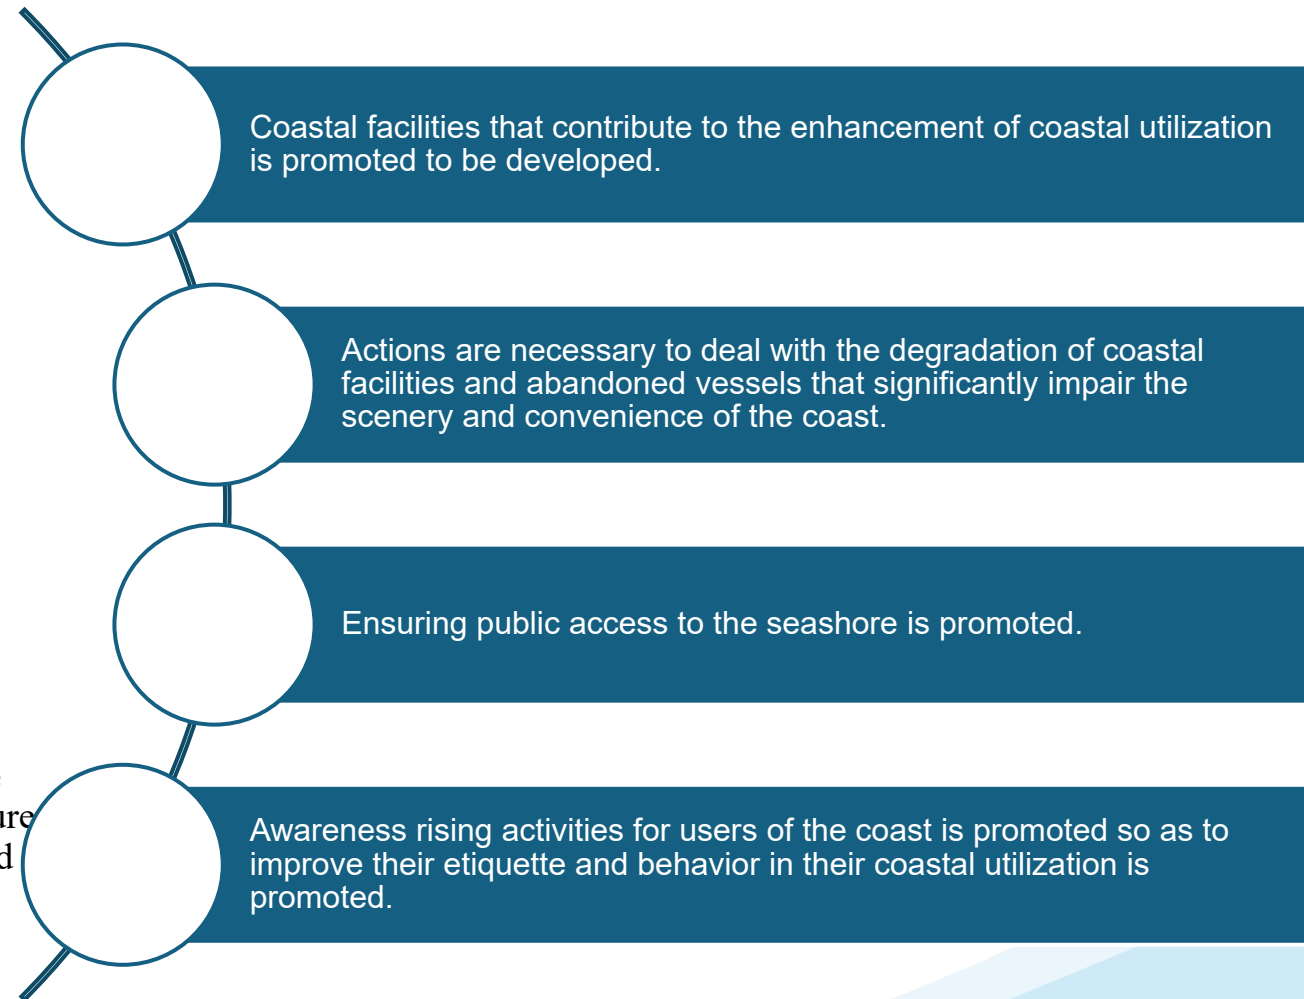 Coastal facilities that contribute to the enhancement of coastal utilization
is promoted to be developed.
Actions are necessary to deal with the degradation of coastal
facilities and abandoned vessels that significantly impair the
scenery and convenience of the coast.
Ensuring public access to the seashore is promoted.
Awareness rising activities for users of the coast is promoted so as to
improve their etiquette and behavior in their coastal utilization is
promoted.